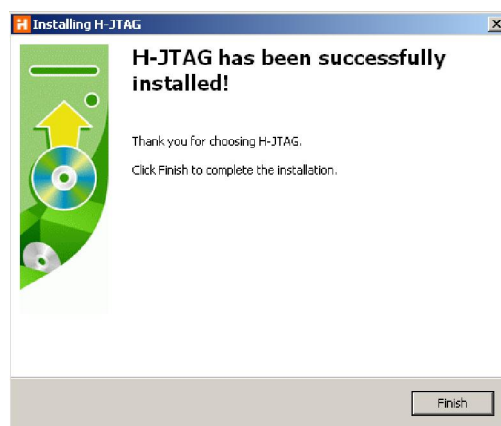 Installing H-JTAG
H-JTAG has been successfully
installed!
Thank you for choosing H-JTAG.
Click Finish to complete the installation.
Finish